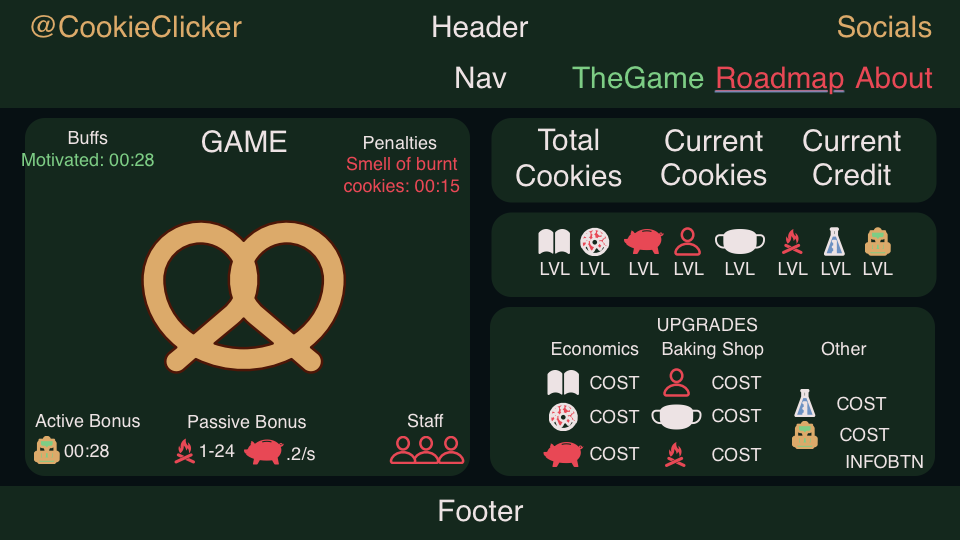 @CookieClicker
Header
Socials
Nav
TheGame Roadmap About
Buffs
Motivated: 00:28
GAME
Penalties
Smell of burnt
cookies: 00:15
Active Bonus
00:28
Passive Bonus
1-24
.2/s
Staff
Total
Cookies
Current
Cookies
Current
Credit
LVL LVL LVL LVL LVL LVL LVL LVL
UPGRADES
Economics
COST
COST
COST
Baking Shop
COST
COST
COST
Other
COST
COST
INFOBTN
Footer